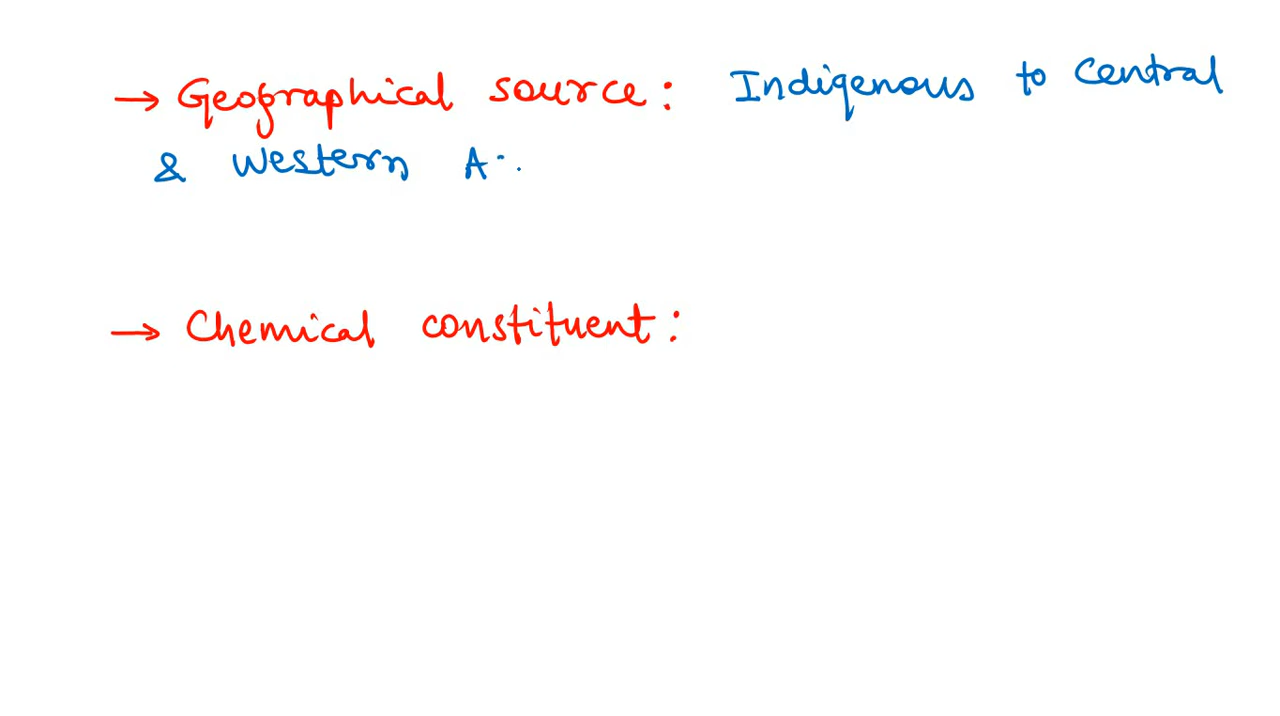 → Geographical source: Indigenous to central
& Western A
→ Chemical constituent: